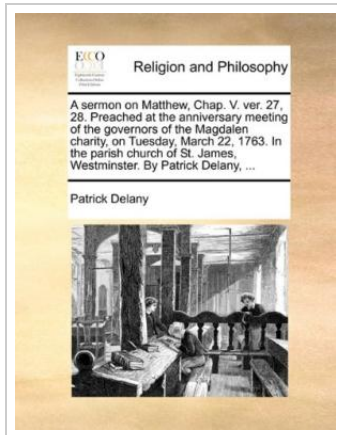 ECCO
Religion and Philosophy
A sermon on Matthew, Chap. V. ver. 27,
28. Preached at the anniversary meeting
of the governors of the Magdalen
charity, on Tuesday, March 22, 1763. In
the parish church of St. James,
Westminster. By Patrick Delany, ...
Patrick Delany